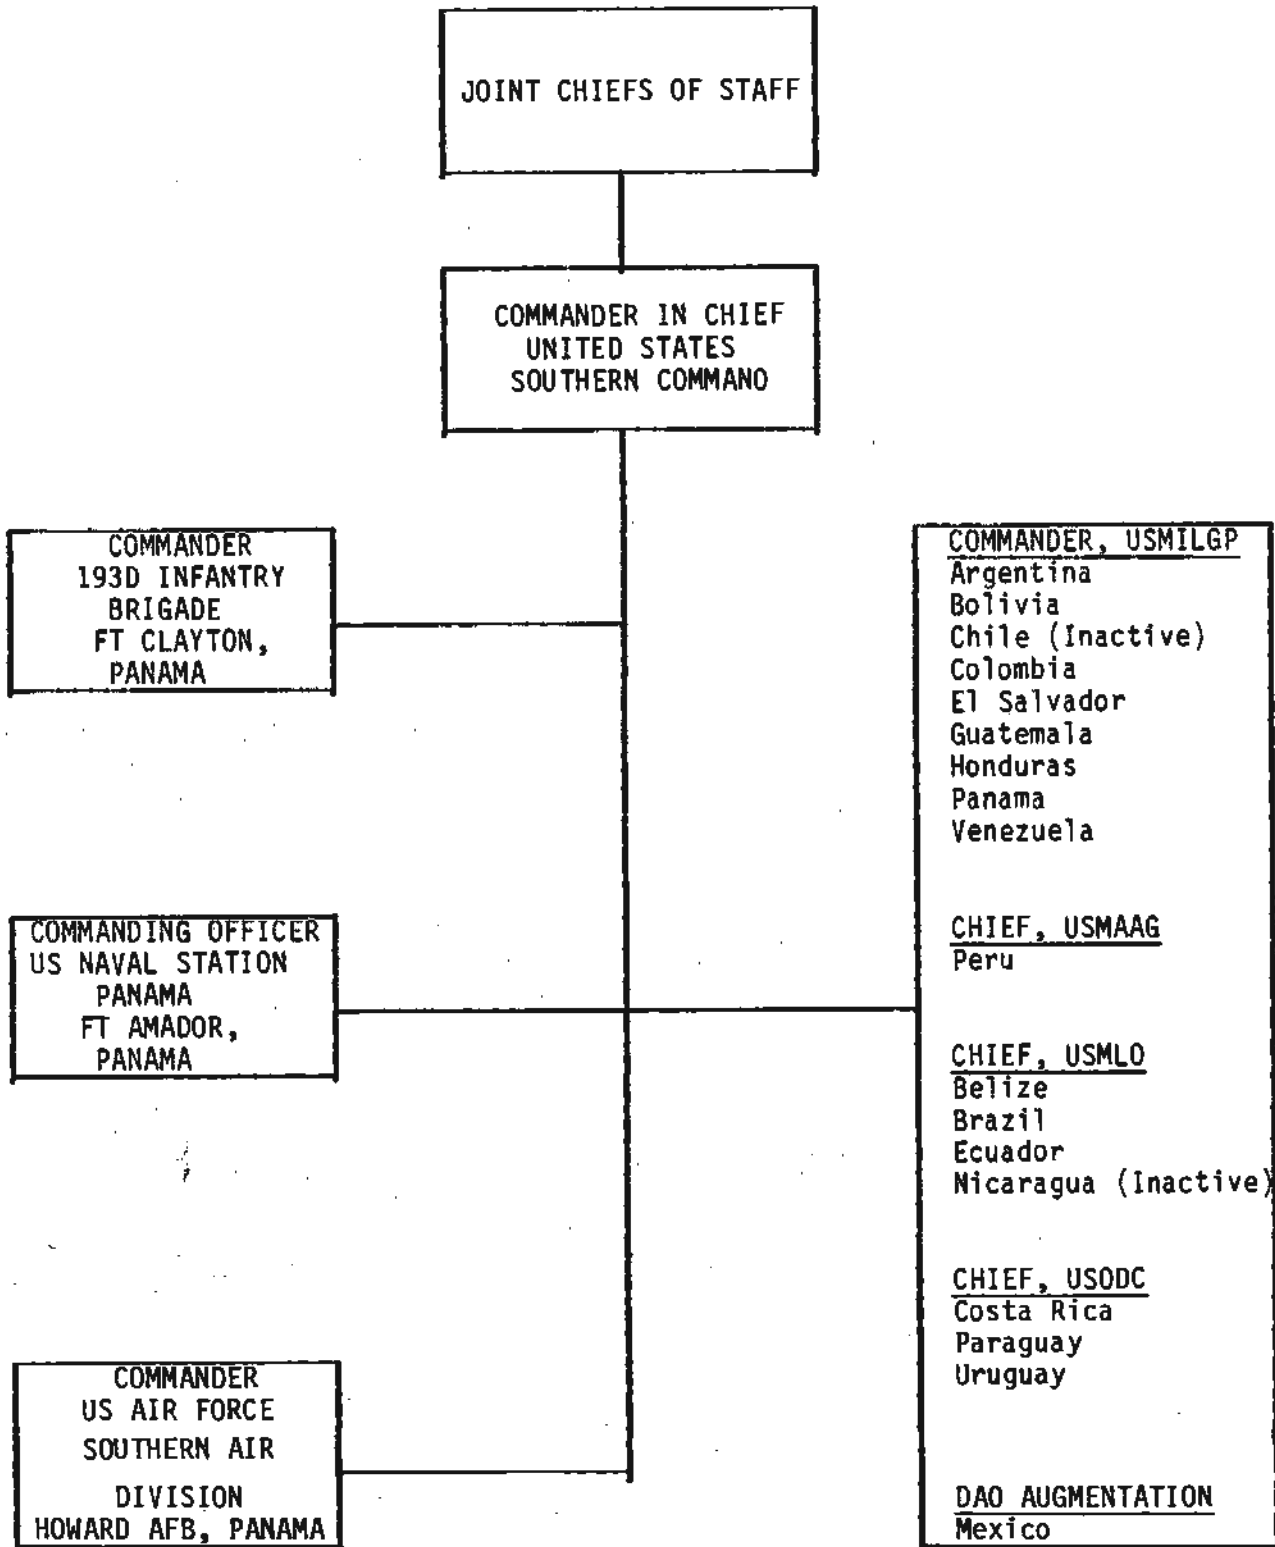 JOINT CHIEFS OF STAFF
COMMANDER IN CHIEF
UNITED STATES
SOUTHERN COMMANO
COMMANDER
193D INFANTRY
BRIGADE
FT CLAYTON,
PANAMA
COMMANDING OFFICER
US NAVAL STATION
PANAMA
FT AMADOR,
PANAMA
COMMANDER
US AIR FORCE
SOUTHERN AIR
DIVISION
HOWARD AFB, PANAMA
COMMANDER, USMILGP
Argentina
Bolivia
Chile (Inactive)
Colombia
El Salvador
Guatemala
Honduras
Panama
Venezuela
CHIEF, USMAAG
Peru
CHIEF, USMLO
Belize
Brazil
Ecuador
Nicaragua (Inactive)
CHIEF, USODC
Costa Rica
Paraguay
Uruguay
DAO AUGMENTATION
Mexico